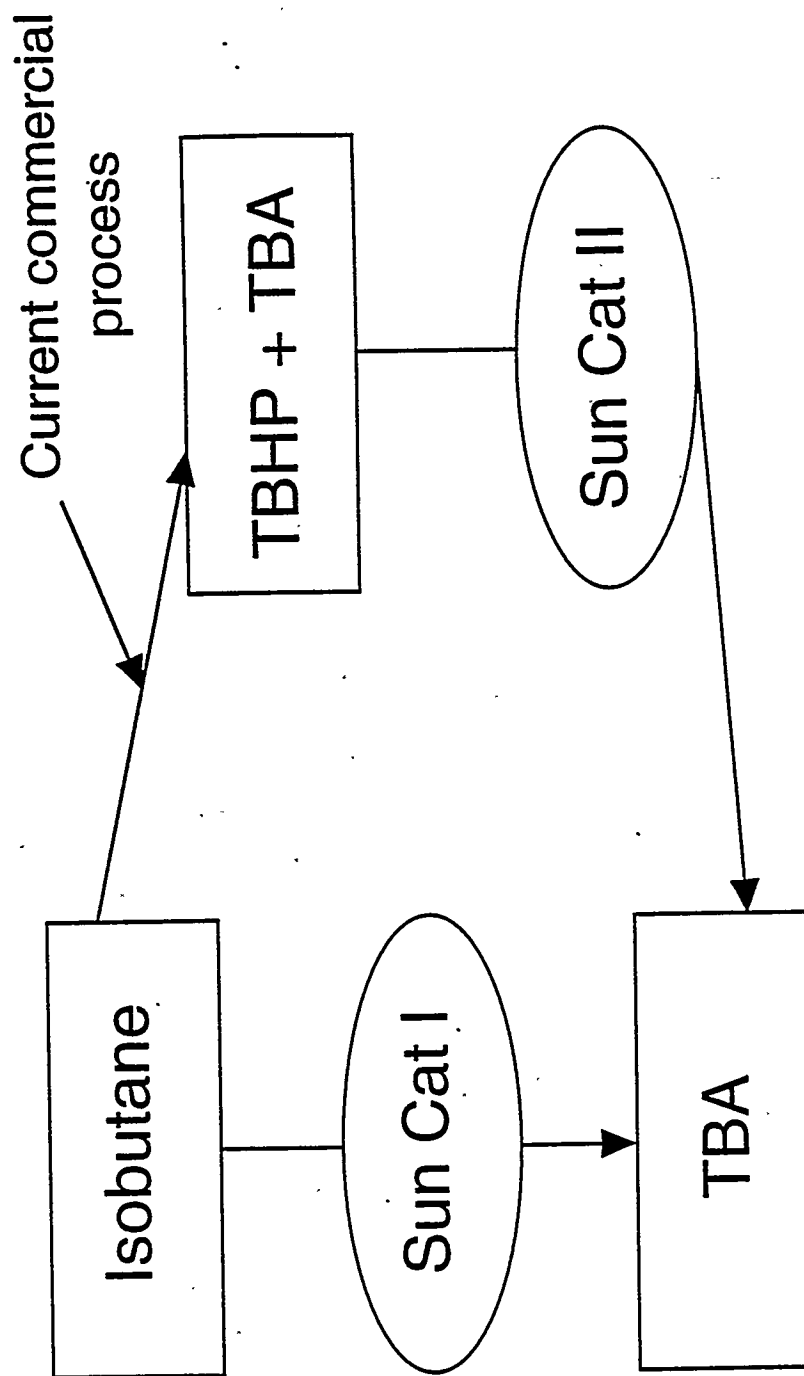 Isobutane
Sun Cat I
TBA
Current commercial
process
TBHP + TBA
Sun Cat II